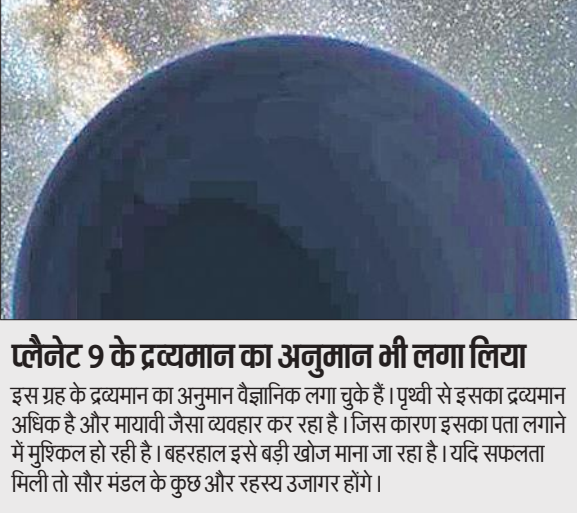 प्लैनेट 9 के द्रव्यमान का अनुमान भी लगा लिया
इस ग्रह के द्रव्यमान का अनुमान वैज्ञानिक लगा चुके हैं। पृथ्वी से इसका द्रव्यमान
अधिक है और मायावी जैसा व्यवहार कर रहा है। जिस कारण इसका पता लगाने
में मुश्किल हो रही है। बहरहाल इसे बड़ी खोज माना जा रहा है। यदि सफलता
मिली तो सौर मंडल के कुछ और रहस्य उजागर होंगे।